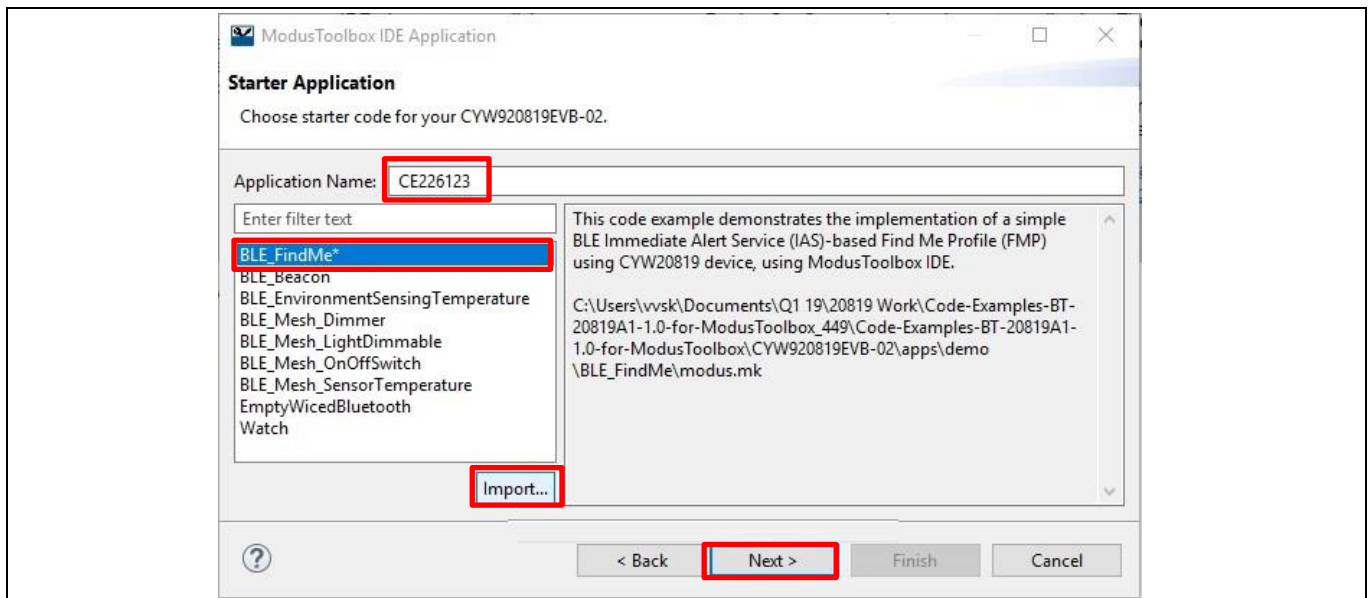 ModusToolbox IDE Application
Starter Application
Choose starter code for your CYW920819EVB-02.
Application Name: CE226123
Enter filter text
BLE_FindMe*
BLE_Beacon
BLE_EnvironmentSensingTemperature
BLE_Mesh_Dimmer
BLE_Mesh_LightDimmable
BLE_Mesh_OnOffSwitch
BLE_Mesh_SensorTemperature
EmptyWicedBluetooth
Watch
Import...
This code example demonstrates the implementation of a simple
BLE Immediate Alert Service (IAS)-based Find Me Profile (FMP)
using CYW20819 device, using ModusToolbox IDE.
C:\Users\vvsk\Documents\Q1 19\20819 Work\Code-Examples-BT-
20819A1-1.0-for-ModusToolbox_449\Code-Examples-BT-20819A1-
1.0-for-ModusToolbox\CYW920819EVB-02\apps\demo
\BLE_FindMe\modus.mk
? < Back Next > Finish Cancel